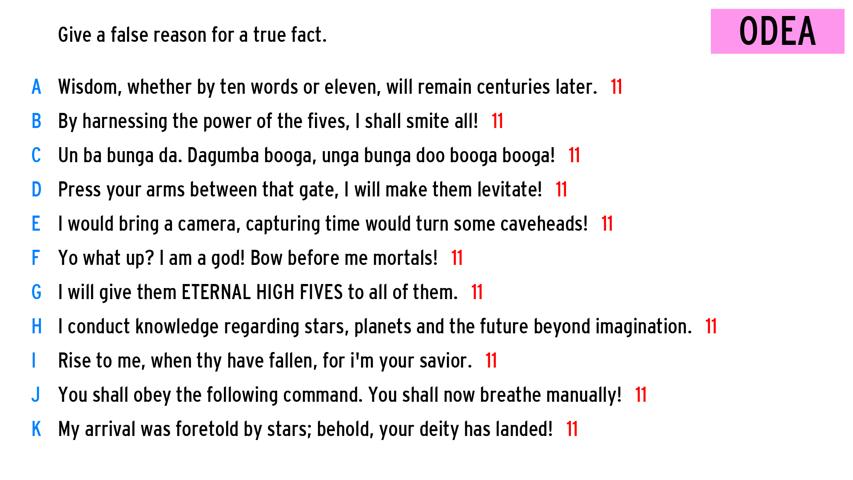 Give a false reason for a true fact.
ODEA
A Wisdom, whether by ten words or eleven, will remain centuries later. 11
B By harnessing the power of the fives, I shall smite all! 11
C Un ba bunga da. Dagumba booga, unga bunga doo booga booga! 11
D Press your arms between that gate, I will make them levitate! 11
E I would bring a camera, capturing time would turn some caveheads! 11
F Yo what up? I am a god! Bow before me mortals! 11
G I will give them ETERNAL HIGH FIVES to all of them. 11
H I conduct knowledge regarding stars, planets and the future beyond imagination. 11
I Rise to me, when thy have fallen, for i'm your savior. 11
J You shall obey the following command. You shall now breathe manually! 11
K My arrival was foretold by stars; behold, your deity has landed! 11